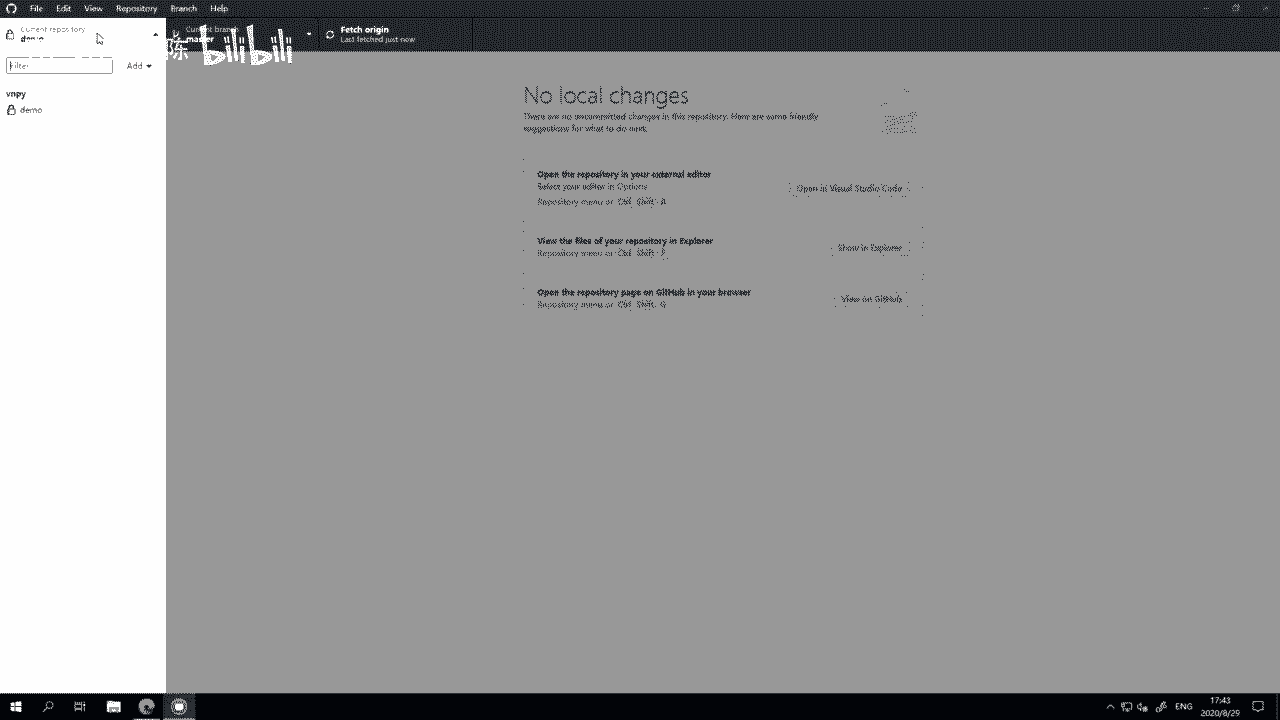 File Edit View Repository Branch Help
Current repository
demo
Current branch
master
Fetch origin
Last fetched just now
陈 bilibili
Filter
Add
vnpy
demo
No local changes
There are no uncommitted changes in this repository. Here are some friendly
suggestions for what to do next.
Open the repository in your external editor
Select your editor in Options
Repository menu or Ctrl Shift A
Open in Visual Studio Code
View the files of your repository in Explorer
Repository menu or Ctrl Shift F
Show in Explorer
Open the repository page on GitHub in your browser
Repository menu or Ctrl Shift G
View on GitHub
ENG
17:43
2020/8/29